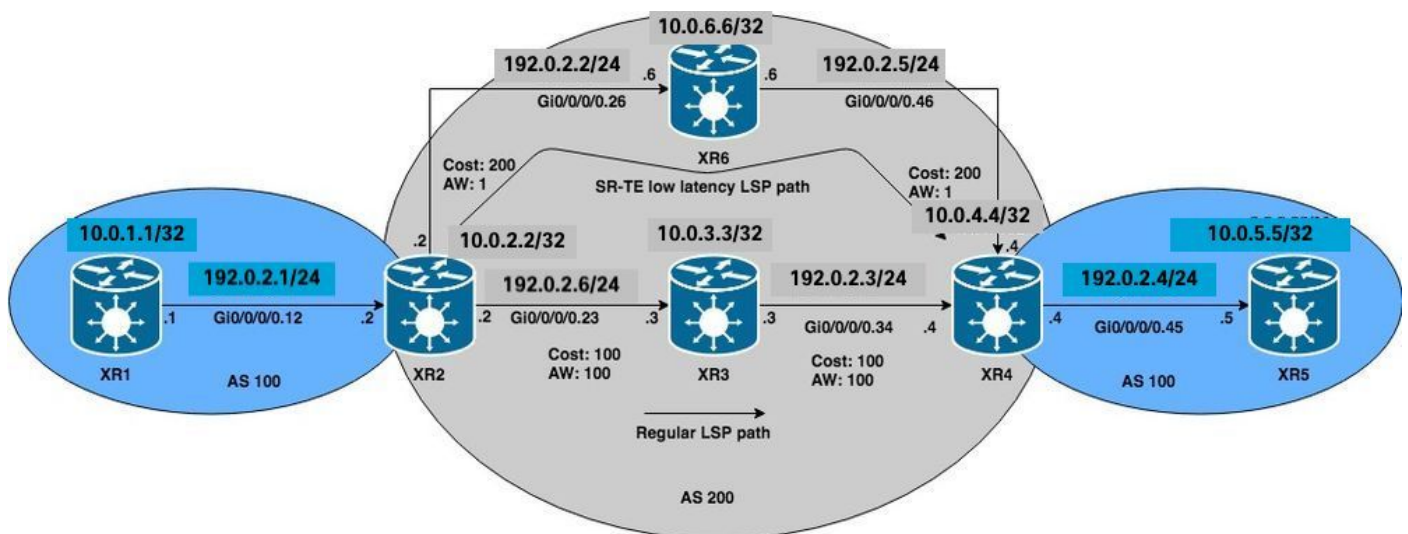 10.0.6.6/32
192.0.2.2/24
.6
.6
192.0.2.5/24
Gi0/0/0/0.26
Gi0/0/0/0.46
XR6
Cost: 200
AW: 1
SR-TE low latency LSP path
Cost: 200
AW: 1
10.0.1.1/32
.2
10.0.2.2/32
10.0.3.3/32
10.0.4.4/32
.4
10.0.5.5/32
192.0.2.1/24
192.0.2.6/24
192.0.2.3/24
192.0.2.4/24
.1
Gi0/0/0/0.12
.2
.2
Gi0/0/0/0.23
.3
.3
Gi0/0/0/0.34
.4
.4
Gi0/0/0/0.45
.5
XR1
AS 100
XR2
Cost: 100
AW: 100
XR3
Cost: 100
AW: 100
XR4
AS 100
XR5
Regular LSP path
AS 200